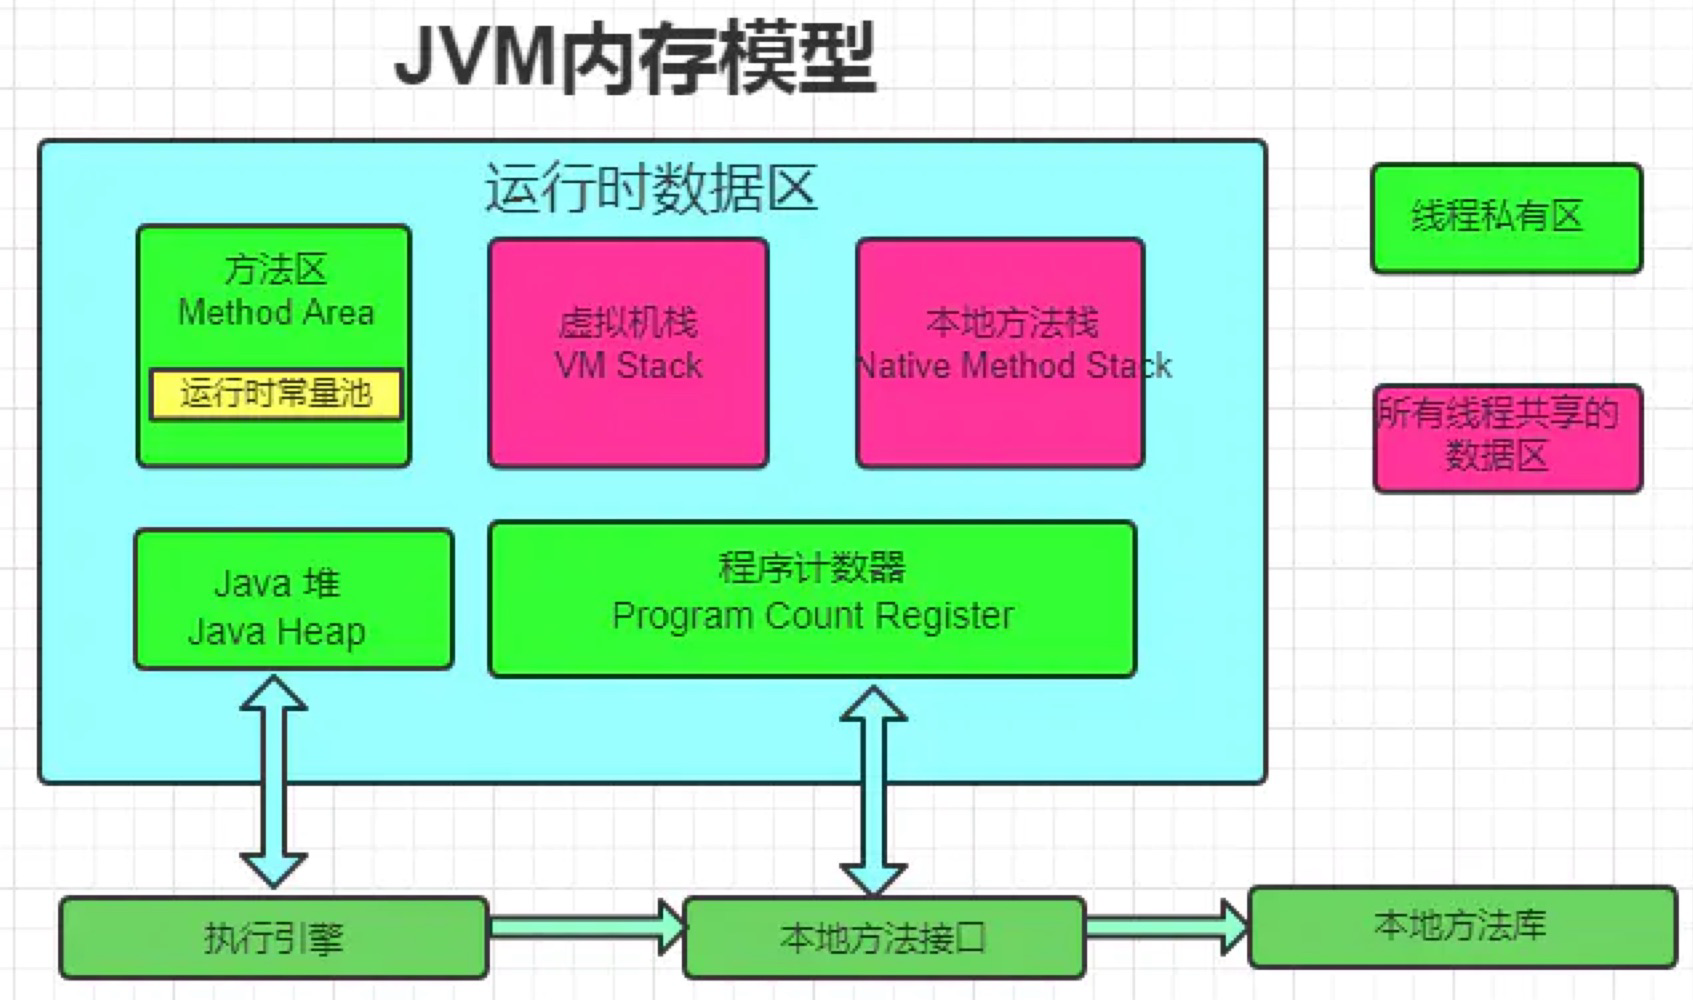 JVM内存模型
运行时数据区
方法区
Method Area
运行时常量池
虚拟机栈
VM Stack
本地方法栈
Native Method Stack
线程私有区
所有线程共享的
数据区
Java 堆
Java Heap
程序计数器
Program Count Register
执行引擎
本地方法接口
本地方法库